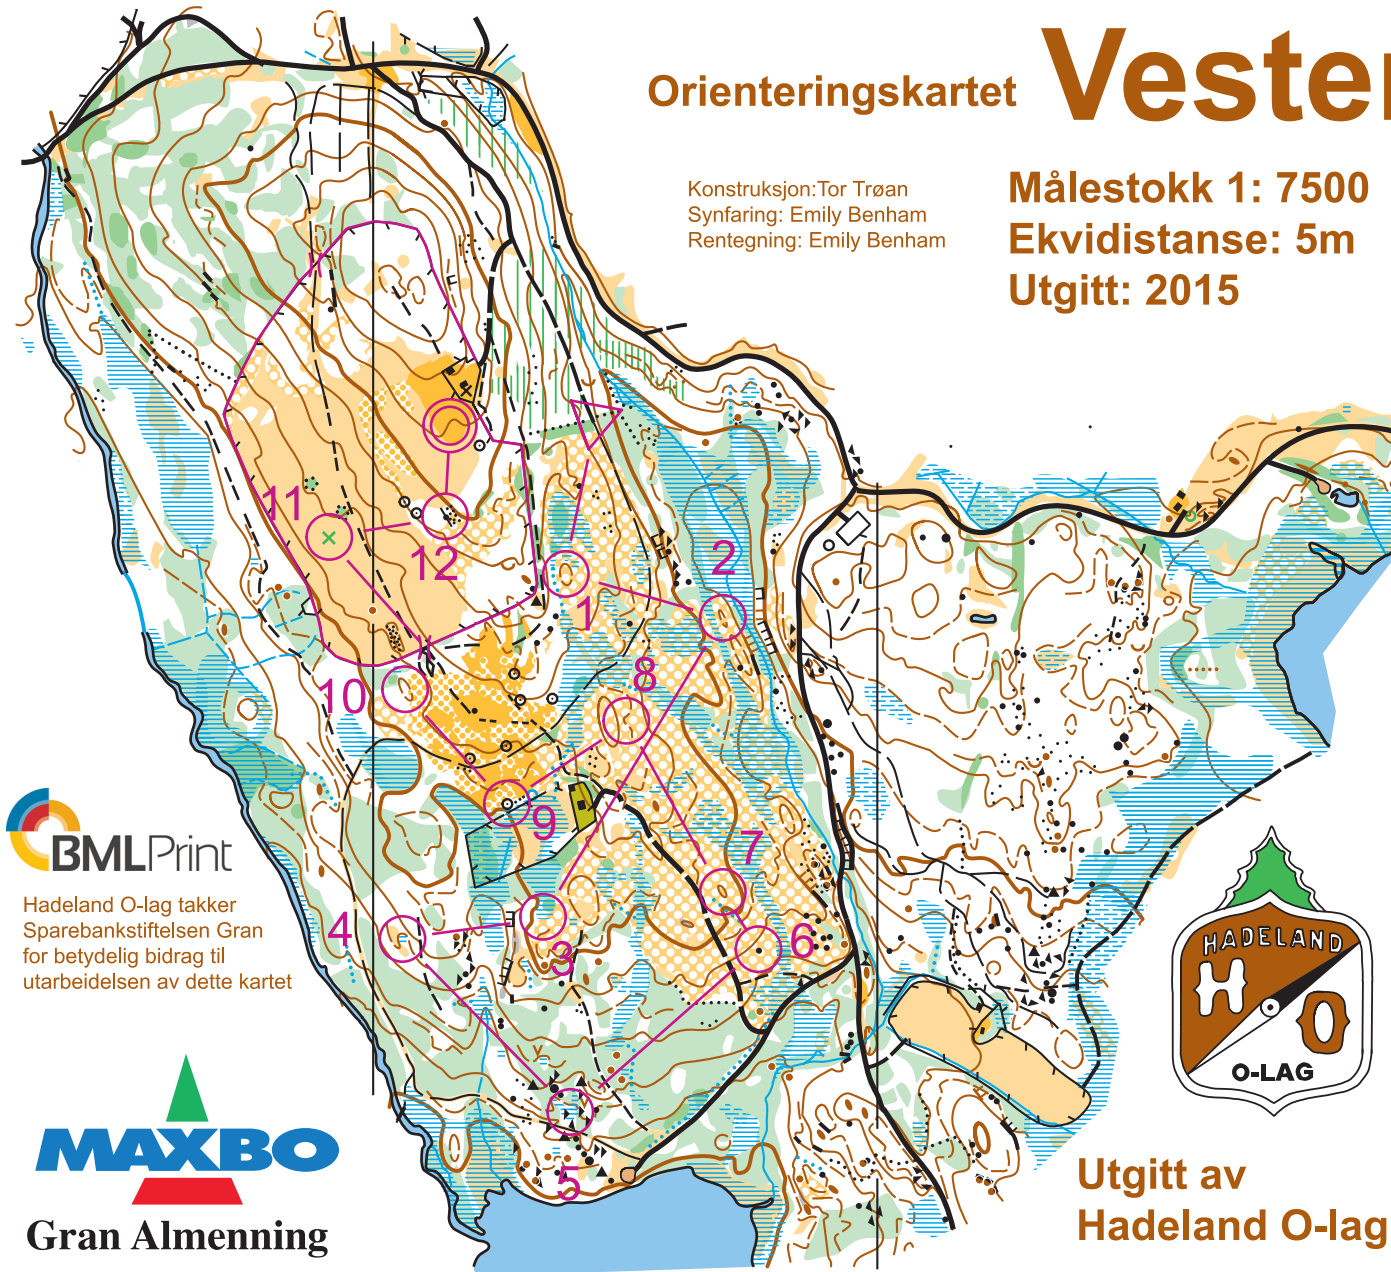 Orienteringskartet Vester
Konstruksjon:Tor Trøan
Synfaring: Emily Benham
Rentegning: Emily Benham
Målestokk 1: 7500
Ekvidistanse: 5m
Utgitt: 2015
11
12
2
1
8
10
9
7
4
3
6
5
BMLPrint
Hadeland O-lag takker
Sparebankstiftelsen Gran
for betydelig bidrag til
utarbeidelsen av dette kartet
HADELAND
H O
O-LAG
MAXBO
Gran Almenning
Utgitt av
Hadeland O-lag